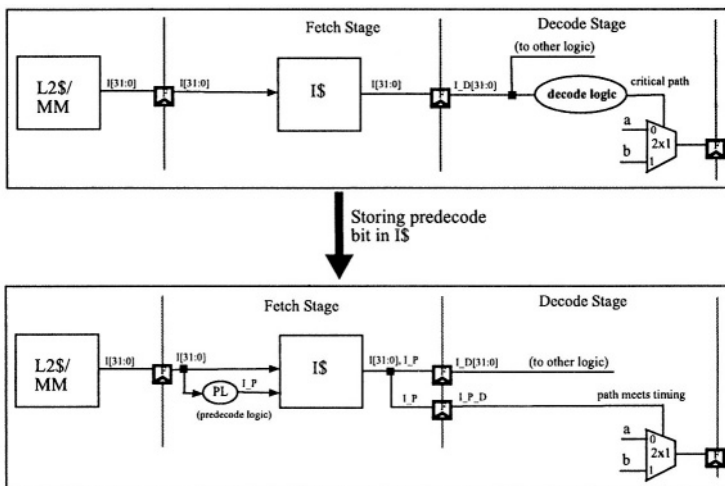 Fetch Stage
Decode Stage
(to other logic)
L2$/
MM
I[31:0]
F
I[31:0]
I$
I[31:0]
F
I_D[31:0]
decode logic
critical path
a
0
2x1
b
1
F
Storing predecode
bit in I$
Fetch Stage
Decode Stage
L2$/
MM
I[31:0]
F
I[31:0]
PL
I_P
(predecode logic)
I$
I[31:0], I_P
F
I_D[31:0]
(to other logic)
I_P
F
I_P_D
path meets timing
a
0
2x1
b
1
F